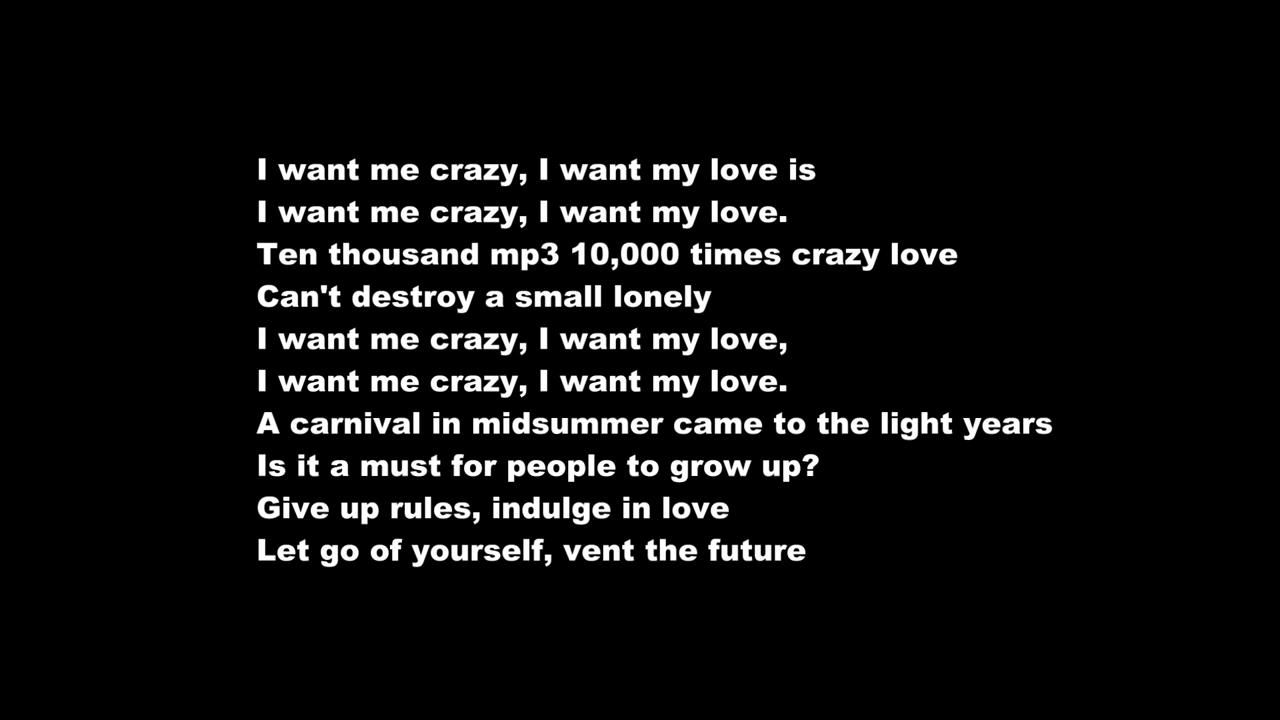 I want me crazy, I want my love is
I want me crazy, I want my love.
Ten thousand mp3 10,000 times crazy love
Can't destroy a small lonely
I want me crazy, I want my love,
I want me crazy, I want my love.
A carnival in midsummer came to the light years
Is it a must for people to grow up?
Give up rules, indulge in love
Let go of yourself, vent the future